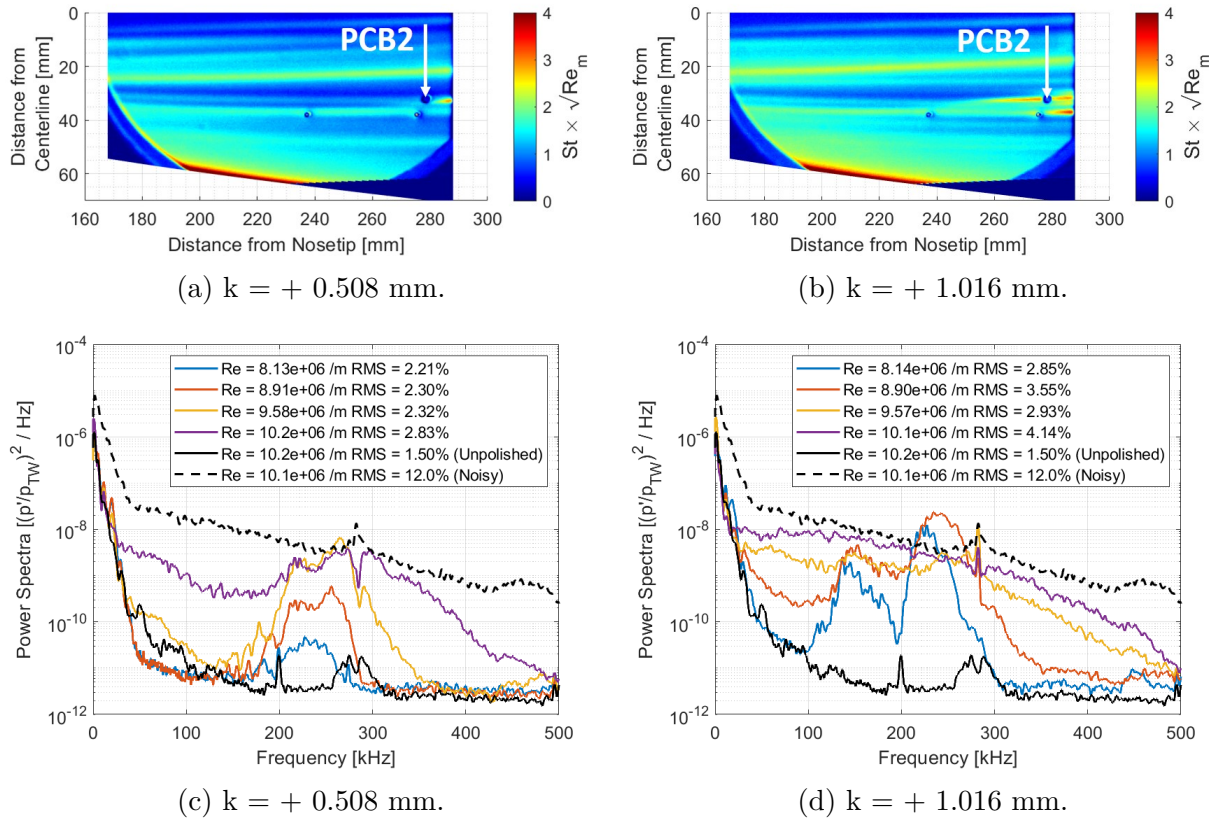 0
20
40
60
Distance from
Centerline [mm]
160 180 200 220 240 260 280 300
Distance from Nosetip [mm]
PCB2
4
3
2
1
0
St × √Re_m
(a) k = + 0.508 mm.
0
20
40
60
Distance from
Centerline [mm]
160 180 200 220 240 260 280 300
Distance from Nosetip [mm]
PCB2
4
3
2
1
0
St × √Re_m
(b) k = + 1.016 mm.
10^-4
10^-6
10^-8
10^-10
10^-12
Power Spectra [(p'/p_TW)^2 / Hz]
Re = 8.13e+06 /m RMS = 2.21%
Re = 8.91e+06 /m RMS = 2.30%
Re = 9.58e+06 /m RMS = 2.32%
Re = 10.2e+06 /m RMS = 2.83%
Re = 10.2e+06 /m RMS = 1.50% (Unpolished)
Re = 10.1e+06 /m RMS = 12.0% (Noisy)
0 100 200 300 400 500
Frequency [kHz]
(c) k = + 0.508 mm.
10^-4
10^-6
10^-8
10^-10
10^-12
Power Spectra [(p'/p_TW)^2 / Hz]
Re = 8.14e+06 /m RMS = 2.85%
Re = 8.90e+06 /m RMS = 3.55%
Re = 9.57e+06 /m RMS = 2.93%
Re = 10.1e+06 /m RMS = 4.14%
Re = 10.2e+06 /m RMS = 1.50% (Unpolished)
Re = 10.1e+06 /m RMS = 12.0% (Noisy)
0 100 200 300 400 500
Frequency [kHz]
(d) k = + 1.016 mm.